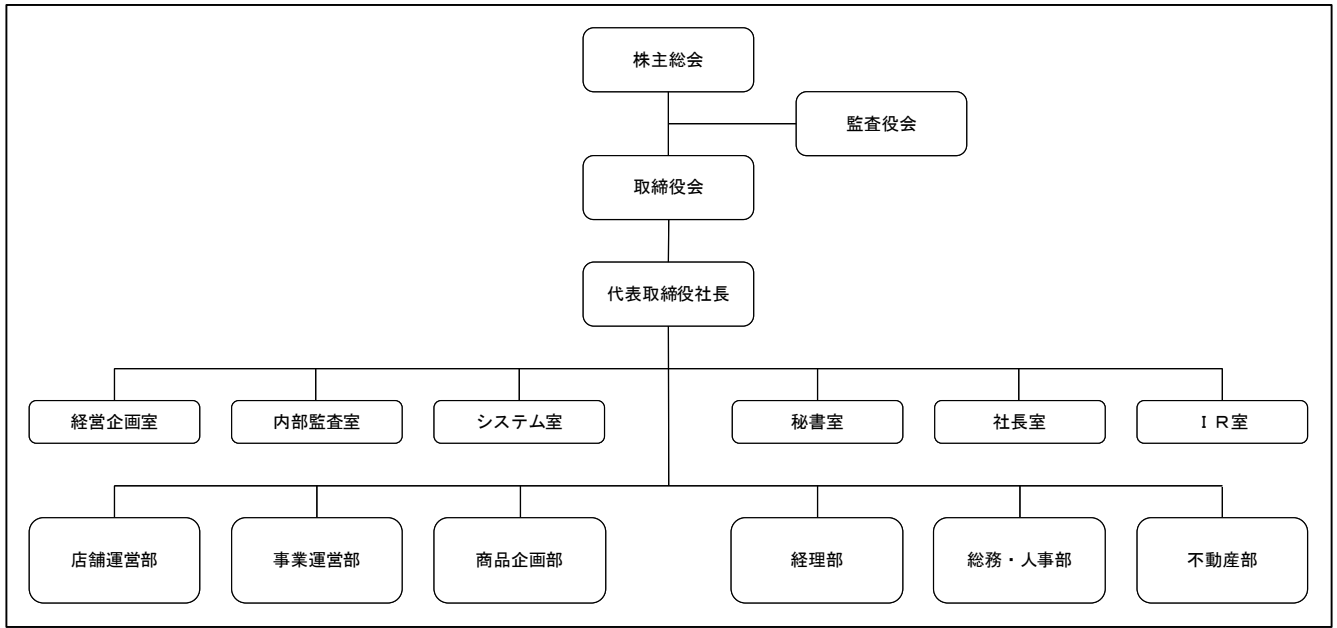 株主総会
監査役会
取締役会
代表取締役社長
経営企画室
内部監査室
システム室
秘書室
社長室
ＩＲ室
店舗運営部
事業運営部
商品企画部
経理部
総務・人事部
不動産部